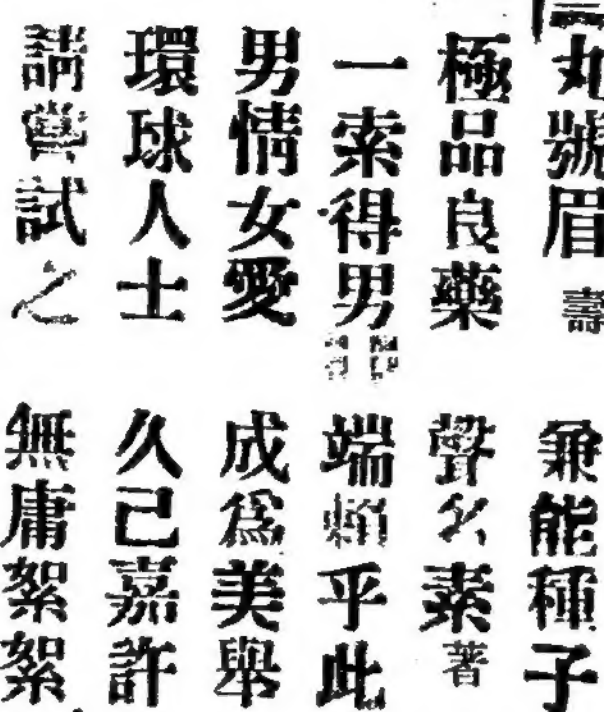 丸號眉壽 兼能種子
極品良藥 聲名素著
一索得男 端賴乎此
男情女愛 成爲美舉
環球人士 久已嘉許
請嘗試之 無庸絮絮